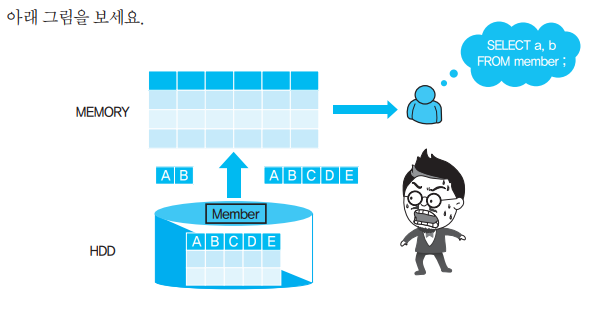 아래 그림을 보세요.
SELECT a, b
FROM member ;
MEMORY
A B
A B C D E
Member
A B C D E
HDD